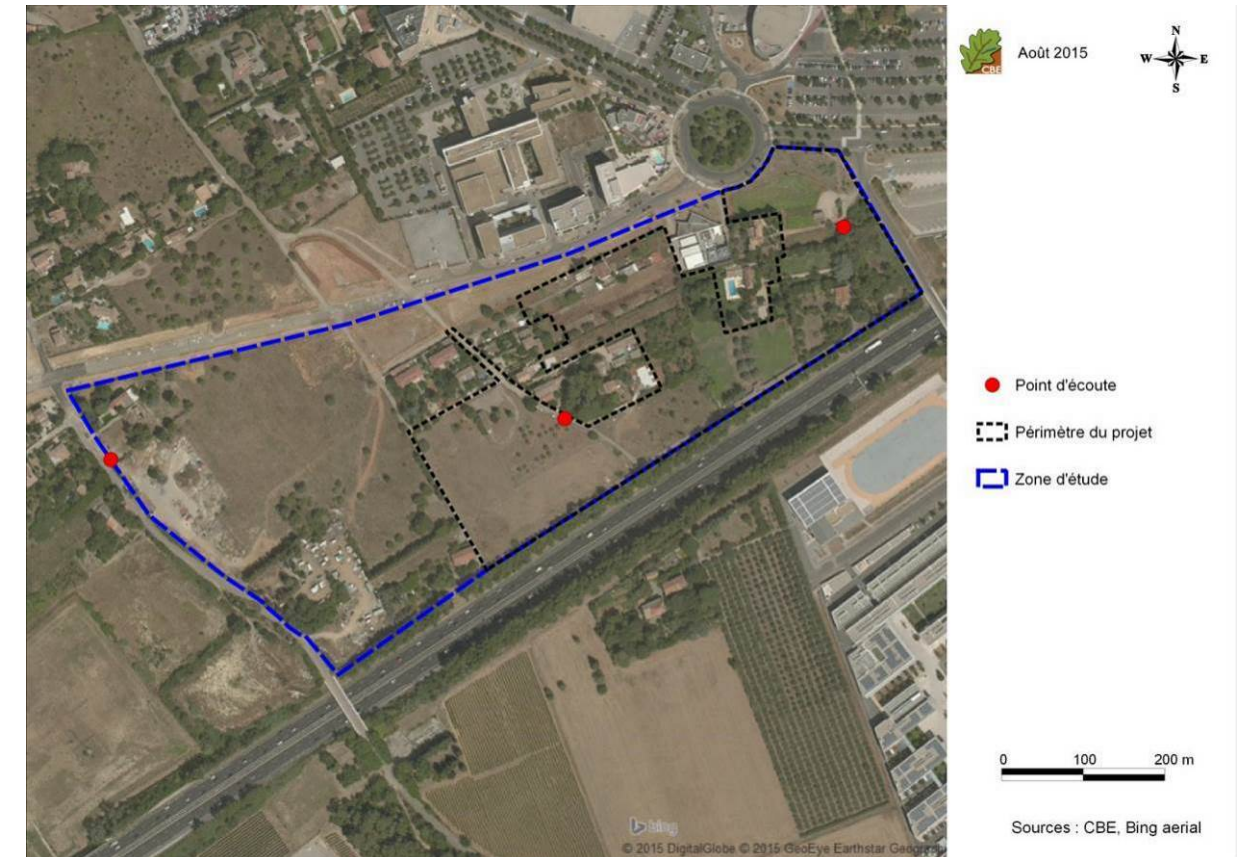 CBE
Août 2015
N
W E
S
Point d'écoute
Périmètre du projet
Zone d'étude
0 100 200 m
Sources : CBE, Bing aerial
bing
© 2015 DigitalGlobe © 2015 GeoEye Earthstar